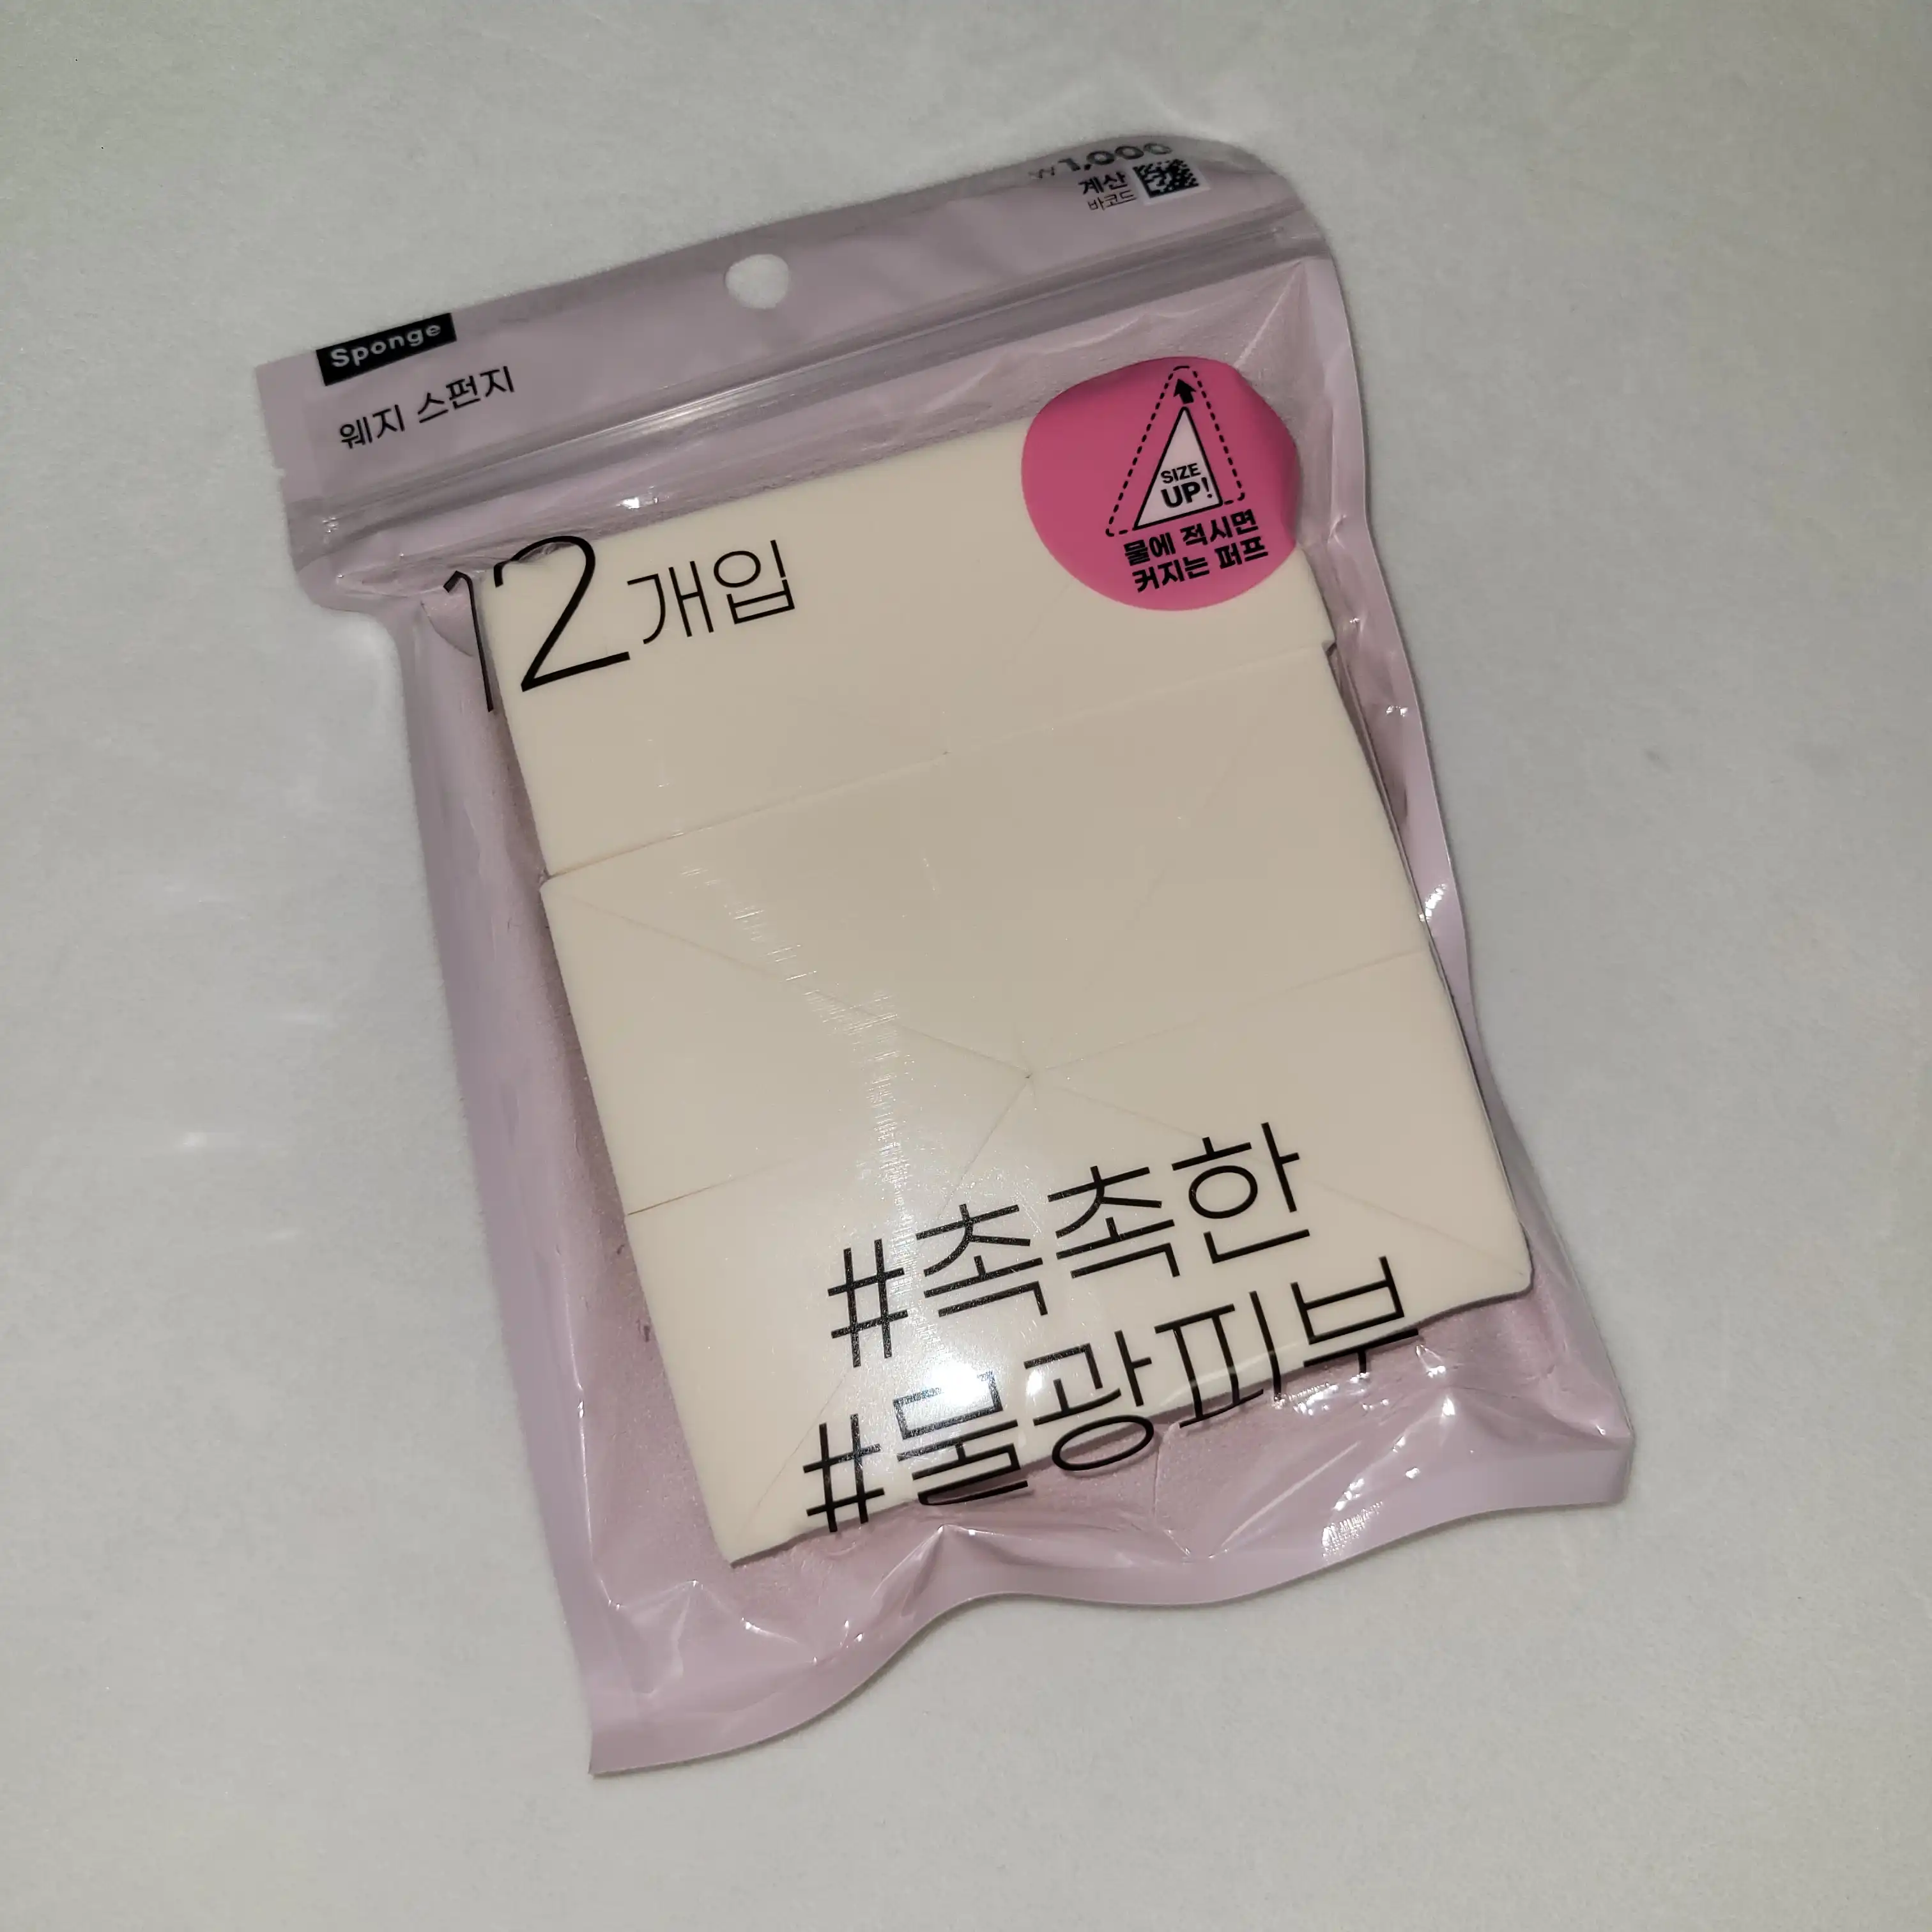 ₩1,000
계산
바코드
Sponge
웨지 스펀지
SIZE
UP!
물에 적시면
커지는 퍼프
12개입
#촉촉한
#물광피부